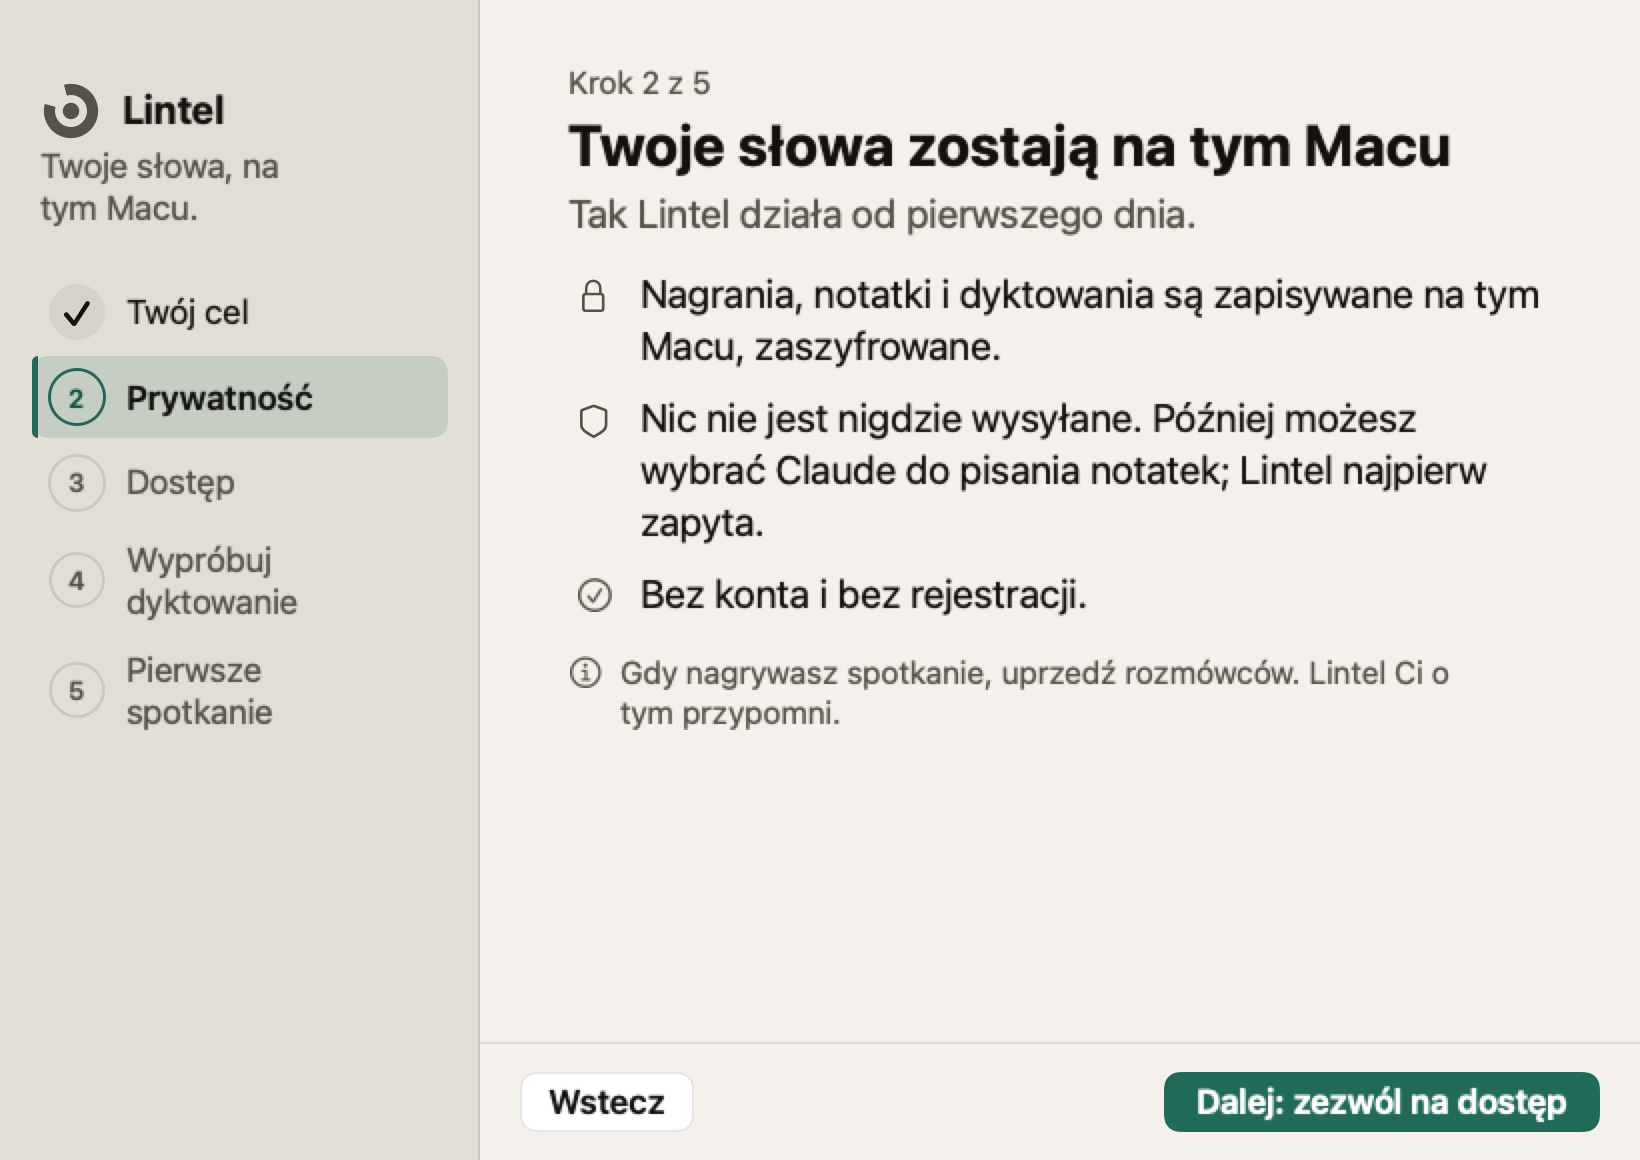 Lintel
Twoje słowa, na
tym Macu.
Twój cel
2 Prywatność
3 Dostęp
4 Wypróbuj
dyktowanie
5 Pierwsze
spotkanie
Krok 2 z 5
Twoje słowa zostają na tym Macu
Tak Lintel działa od pierwszego dnia.
Nagrania, notatki i dyktowania są zapisywane na tym
Macu, zaszyfrowane.
Nic nie jest nigdzie wysyłane. Później możesz
wybrać Claude do pisania notatek; Lintel najpierw
zapyta.
Bez konta i bez rejestracji.
Gdy nagrywasz spotkanie, uprzedź rozmówców. Lintel Ci o
tym przypomni.
Wstecz
Dalej: zezwól na dostęp